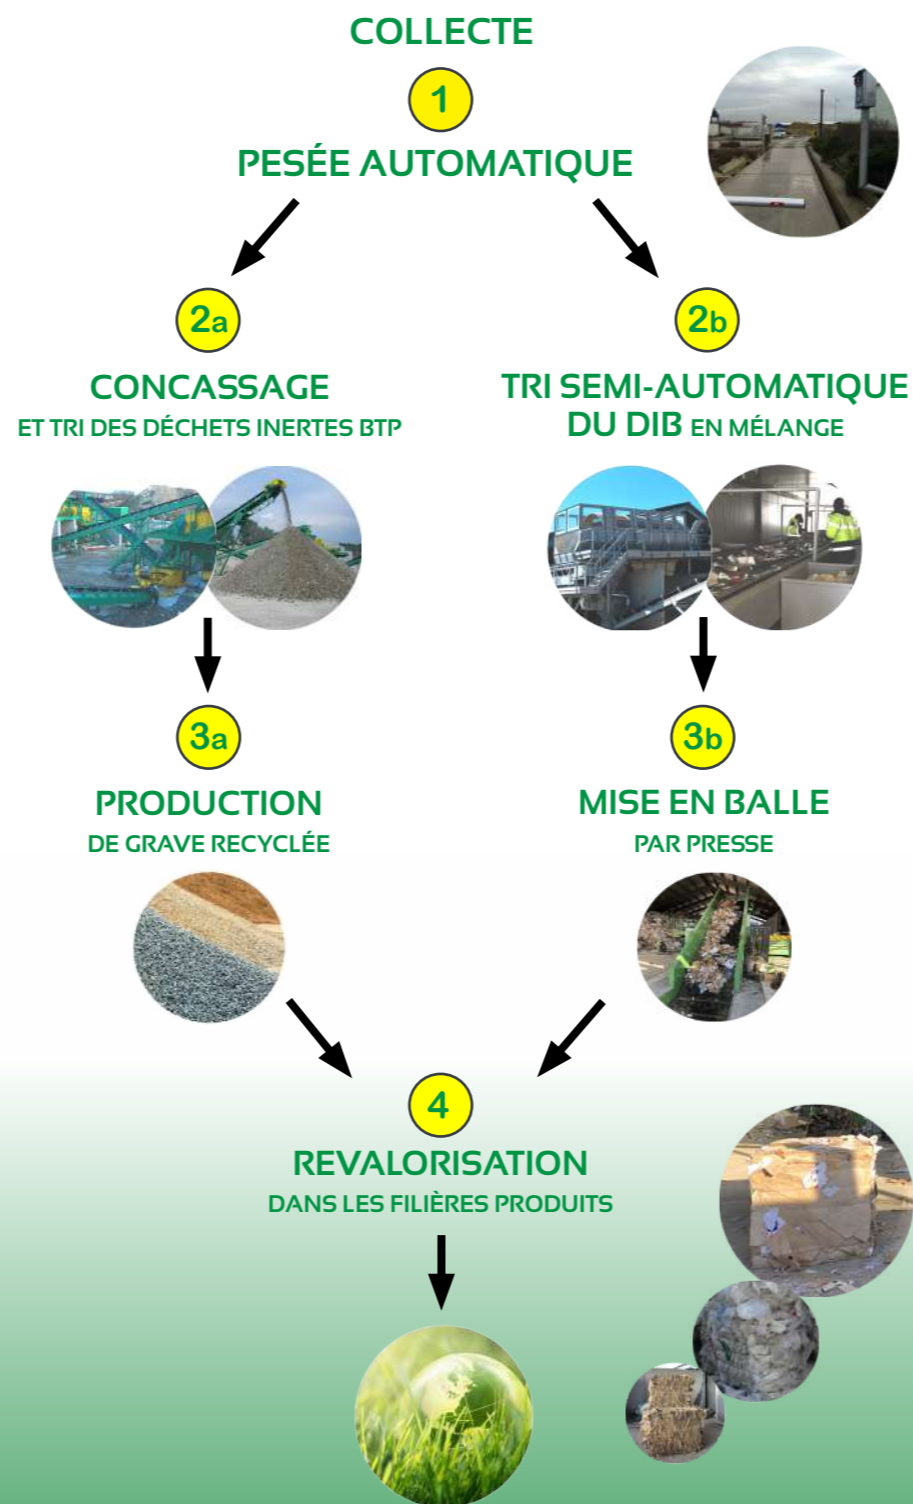 COLLECTE
1
PESÉE AUTOMATIQUE
2a
2b
CONCASSAGE
ET TRI DES DÉCHETS INERTES BTP
TRI SEMI-AUTOMATIQUE
DU DIB EN MÉLANGE
3a
3b
PRODUCTION
DE GRAVE RECYCLÉE
MISE EN BALLE
PAR PRESSE
4
REVALORISATION
DANS LES FILIÈRES PRODUITS